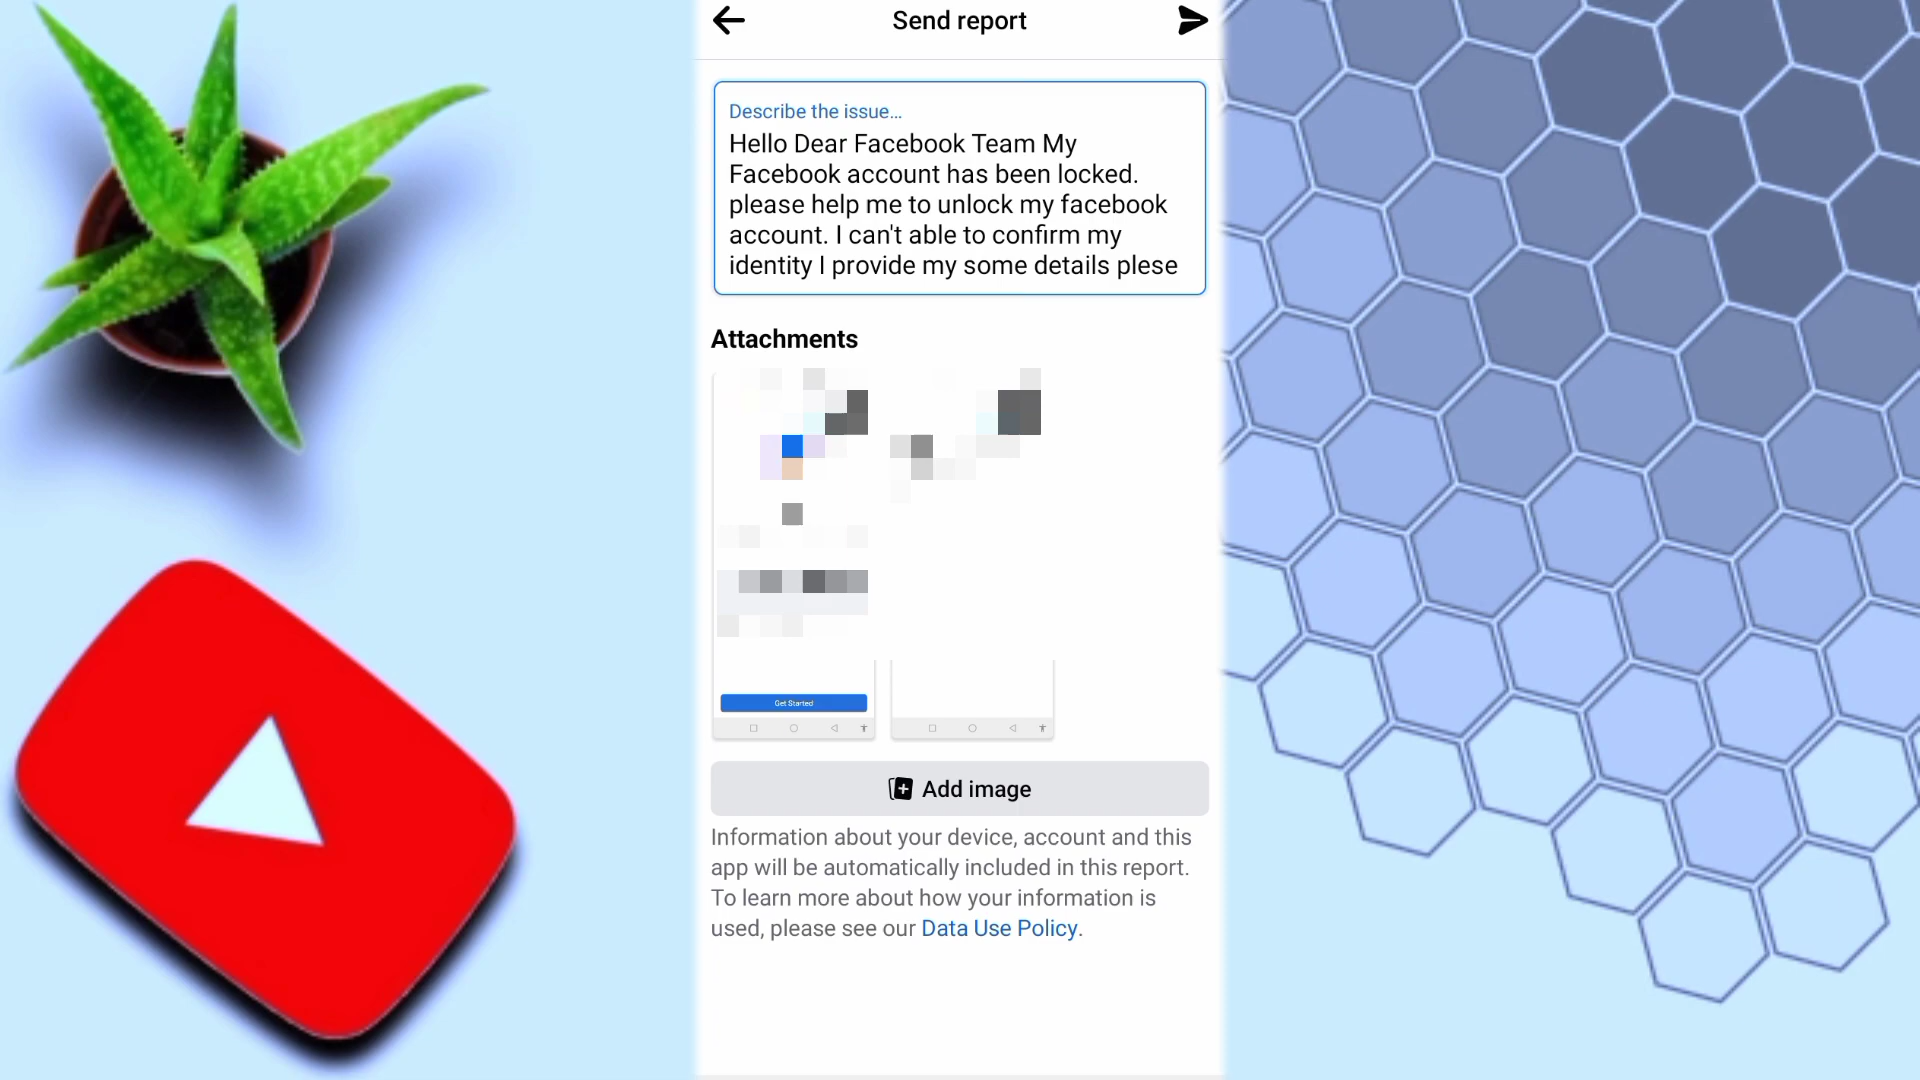 Send report
Describe the issue...
Hello Dear Facebook Team My
Facebook account has been locked.
please help me to unlock my facebook
account. I can't able to confirm my
identity I provide my some details plese
Attachments
Get Started
Add image
Information about your device, account and this
app will be automatically included in this report.
To learn more about how your information is
used, please see our Data Use Policy.